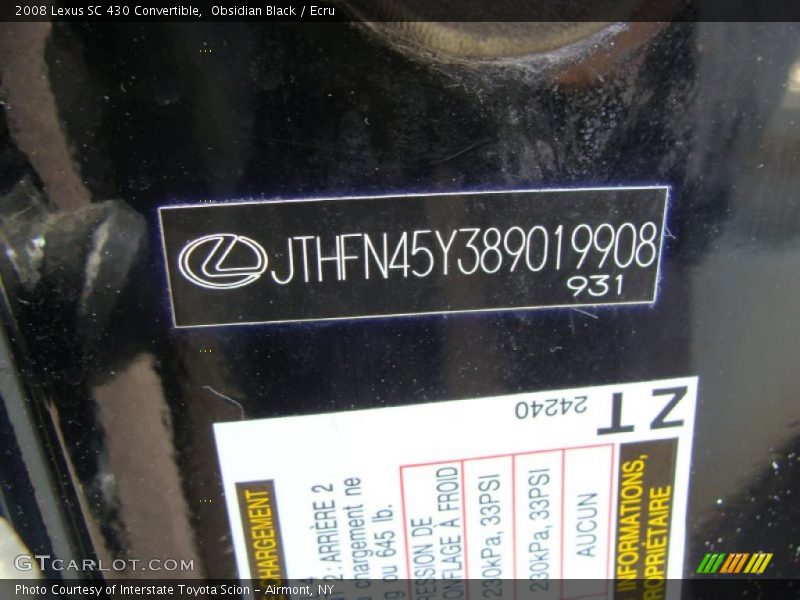 2008 Lexus SC 430 Convertible,  Obsidian Black / Ecru
JTHFN45Y389019908
931
ZT
24240
CHARGEMENT
2 : ARRIÈRE 2
chargement ne
ou 645 lb.
DE
À FROID
230kPa, 33PSI
230kPa, 33PSI
AUCUN
INFORMATIONS,
PROPRIÉTAIRE
GTCARLOT.COM
Photo Courtesy of Interstate Toyota Scion - Airmont, NY